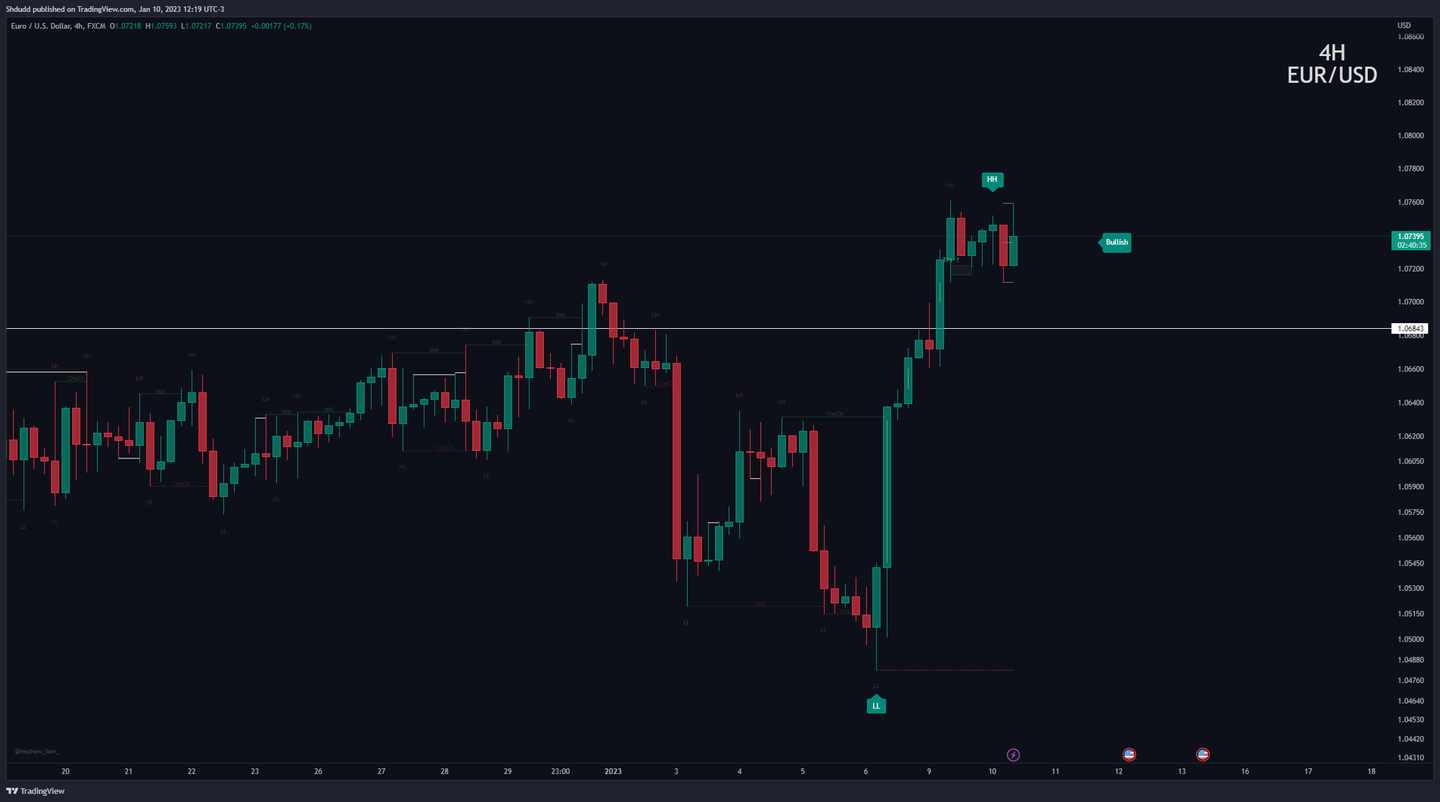 Shdudd published on TradingView.com, Jan 10, 2023 12:19 UTC-3
Euro / U.S. Dollar, 4h, FXCM O1.07218 H1.07593 L1.07217 C1.07395 +0.00177 (+0.17%)
USD
1.08600
4H
EUR/USD
1.08400
1.08200
1.08000
1.07800
HH
HH
1.07600
Bullish
1.07395
02:40:35
1.07200
HH
1.07000
HH
bos
LH
1.06843
1.06800
HH
bos
bos
HH
HH
LH
1.06600
ChoCh
LH
bos
ChoCh
LH
HH
LH
LH
1.06400
bos
bos
HL
ChoCh
HL
1.06200
ChoCh
1.06050
HL
LL
ChoCh
1.05900
HL
HL
1.05750
LL
HL
LL
1.05600
1.05450
1.05300
1.05150
LL
LL
1.05000
1.04880
LL
1.04760
LL
1.04640
1.04530
1.04420
@Nephew_Sam_
1.04310
20 21 22 23 26 27 28 29 23:00 2023 3 4 5 6 9 10 11 12 13 16 17 18
TradingView